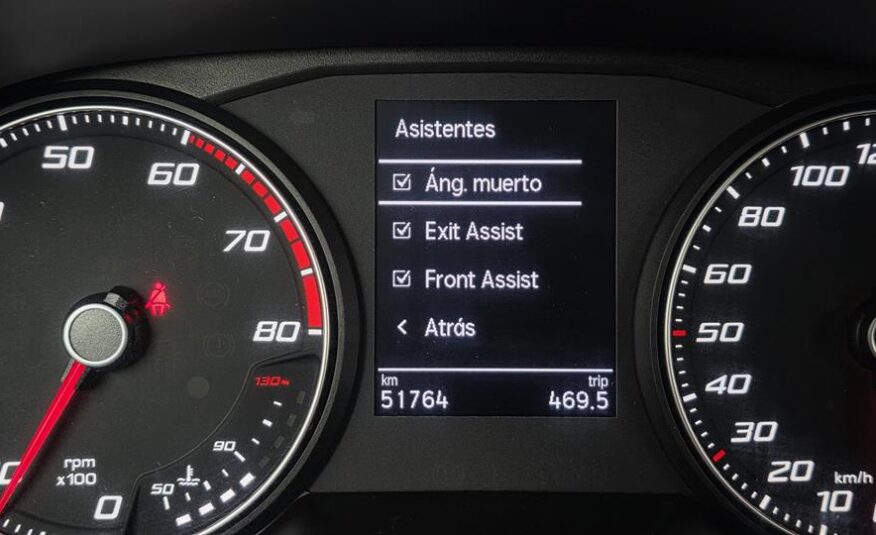 50
60
70
80
130
90
50
rpm
x100
0
Asistentes
Áng. muerto
Exit Assist
Front Assist
Atrás
km
trip
51764
469.5
100
80
60
50
40
30
20
10
km/h